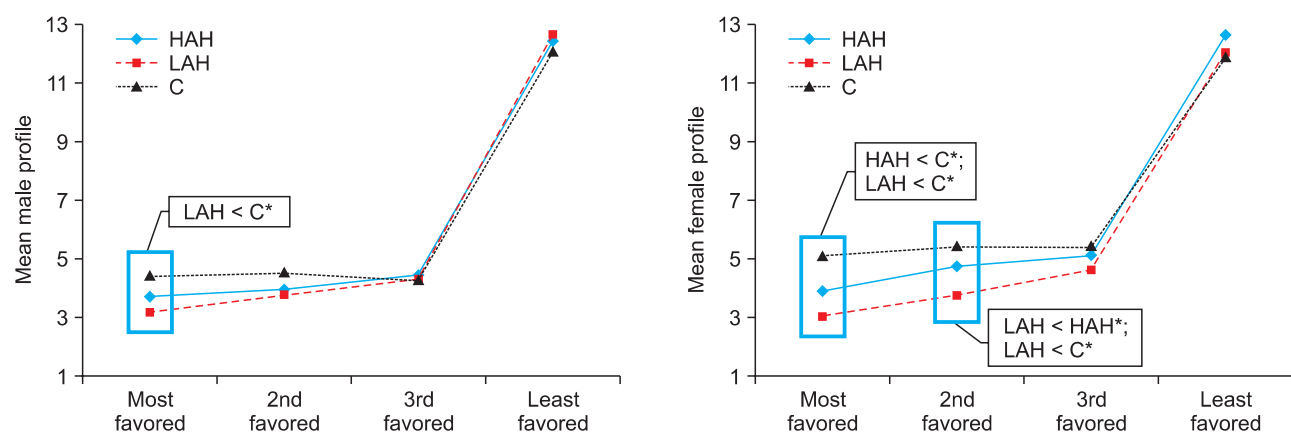 Mean male profile
13
11
9
7
5
3
1
HAH
LAH
C
LAH < C*
Most
favored
2nd
favored
3rd
favored
Least
favored
Mean female profile
13
11
9
7
5
3
1
HAH
LAH
C
HAH < C*;
LAH < C*
LAH < HAH*;
LAH < C*
Most
favored
2nd
favored
3rd
favored
Least
favored